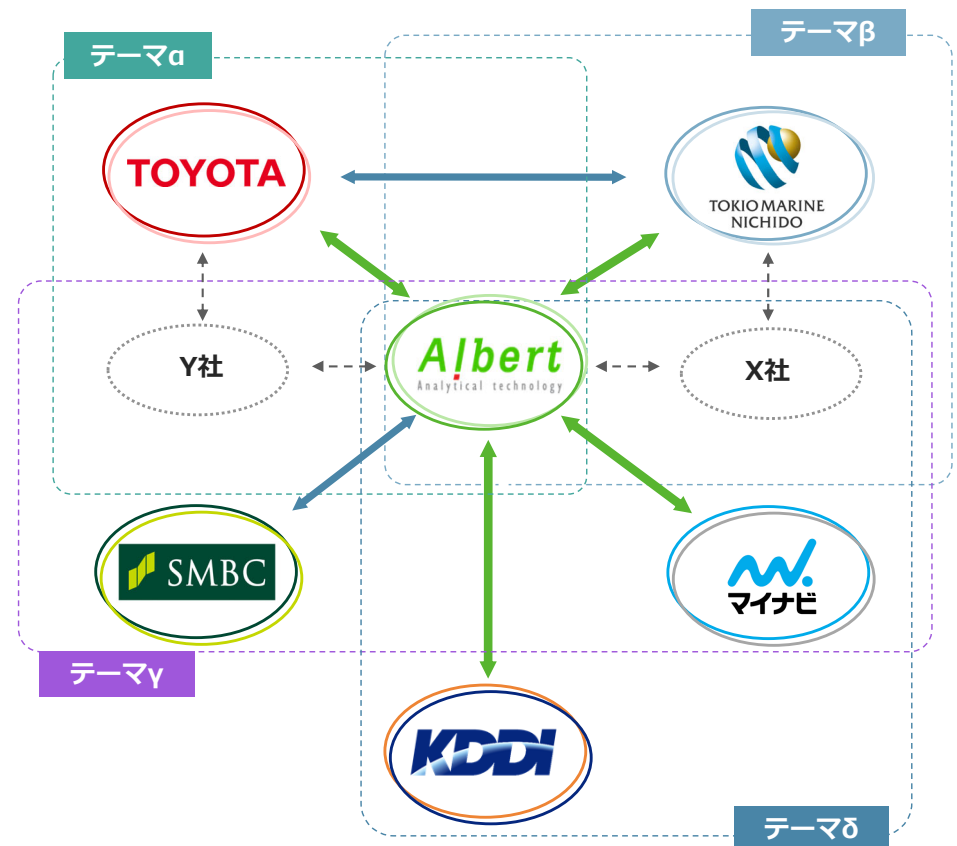 テーマα
テーマβ
TOYOTA
TOKIO MARINE
NICHIDO
Y社
Albert
Analytical technology
X社
SMBC
マイナビ
テーマγ
KDDI
テーマδ